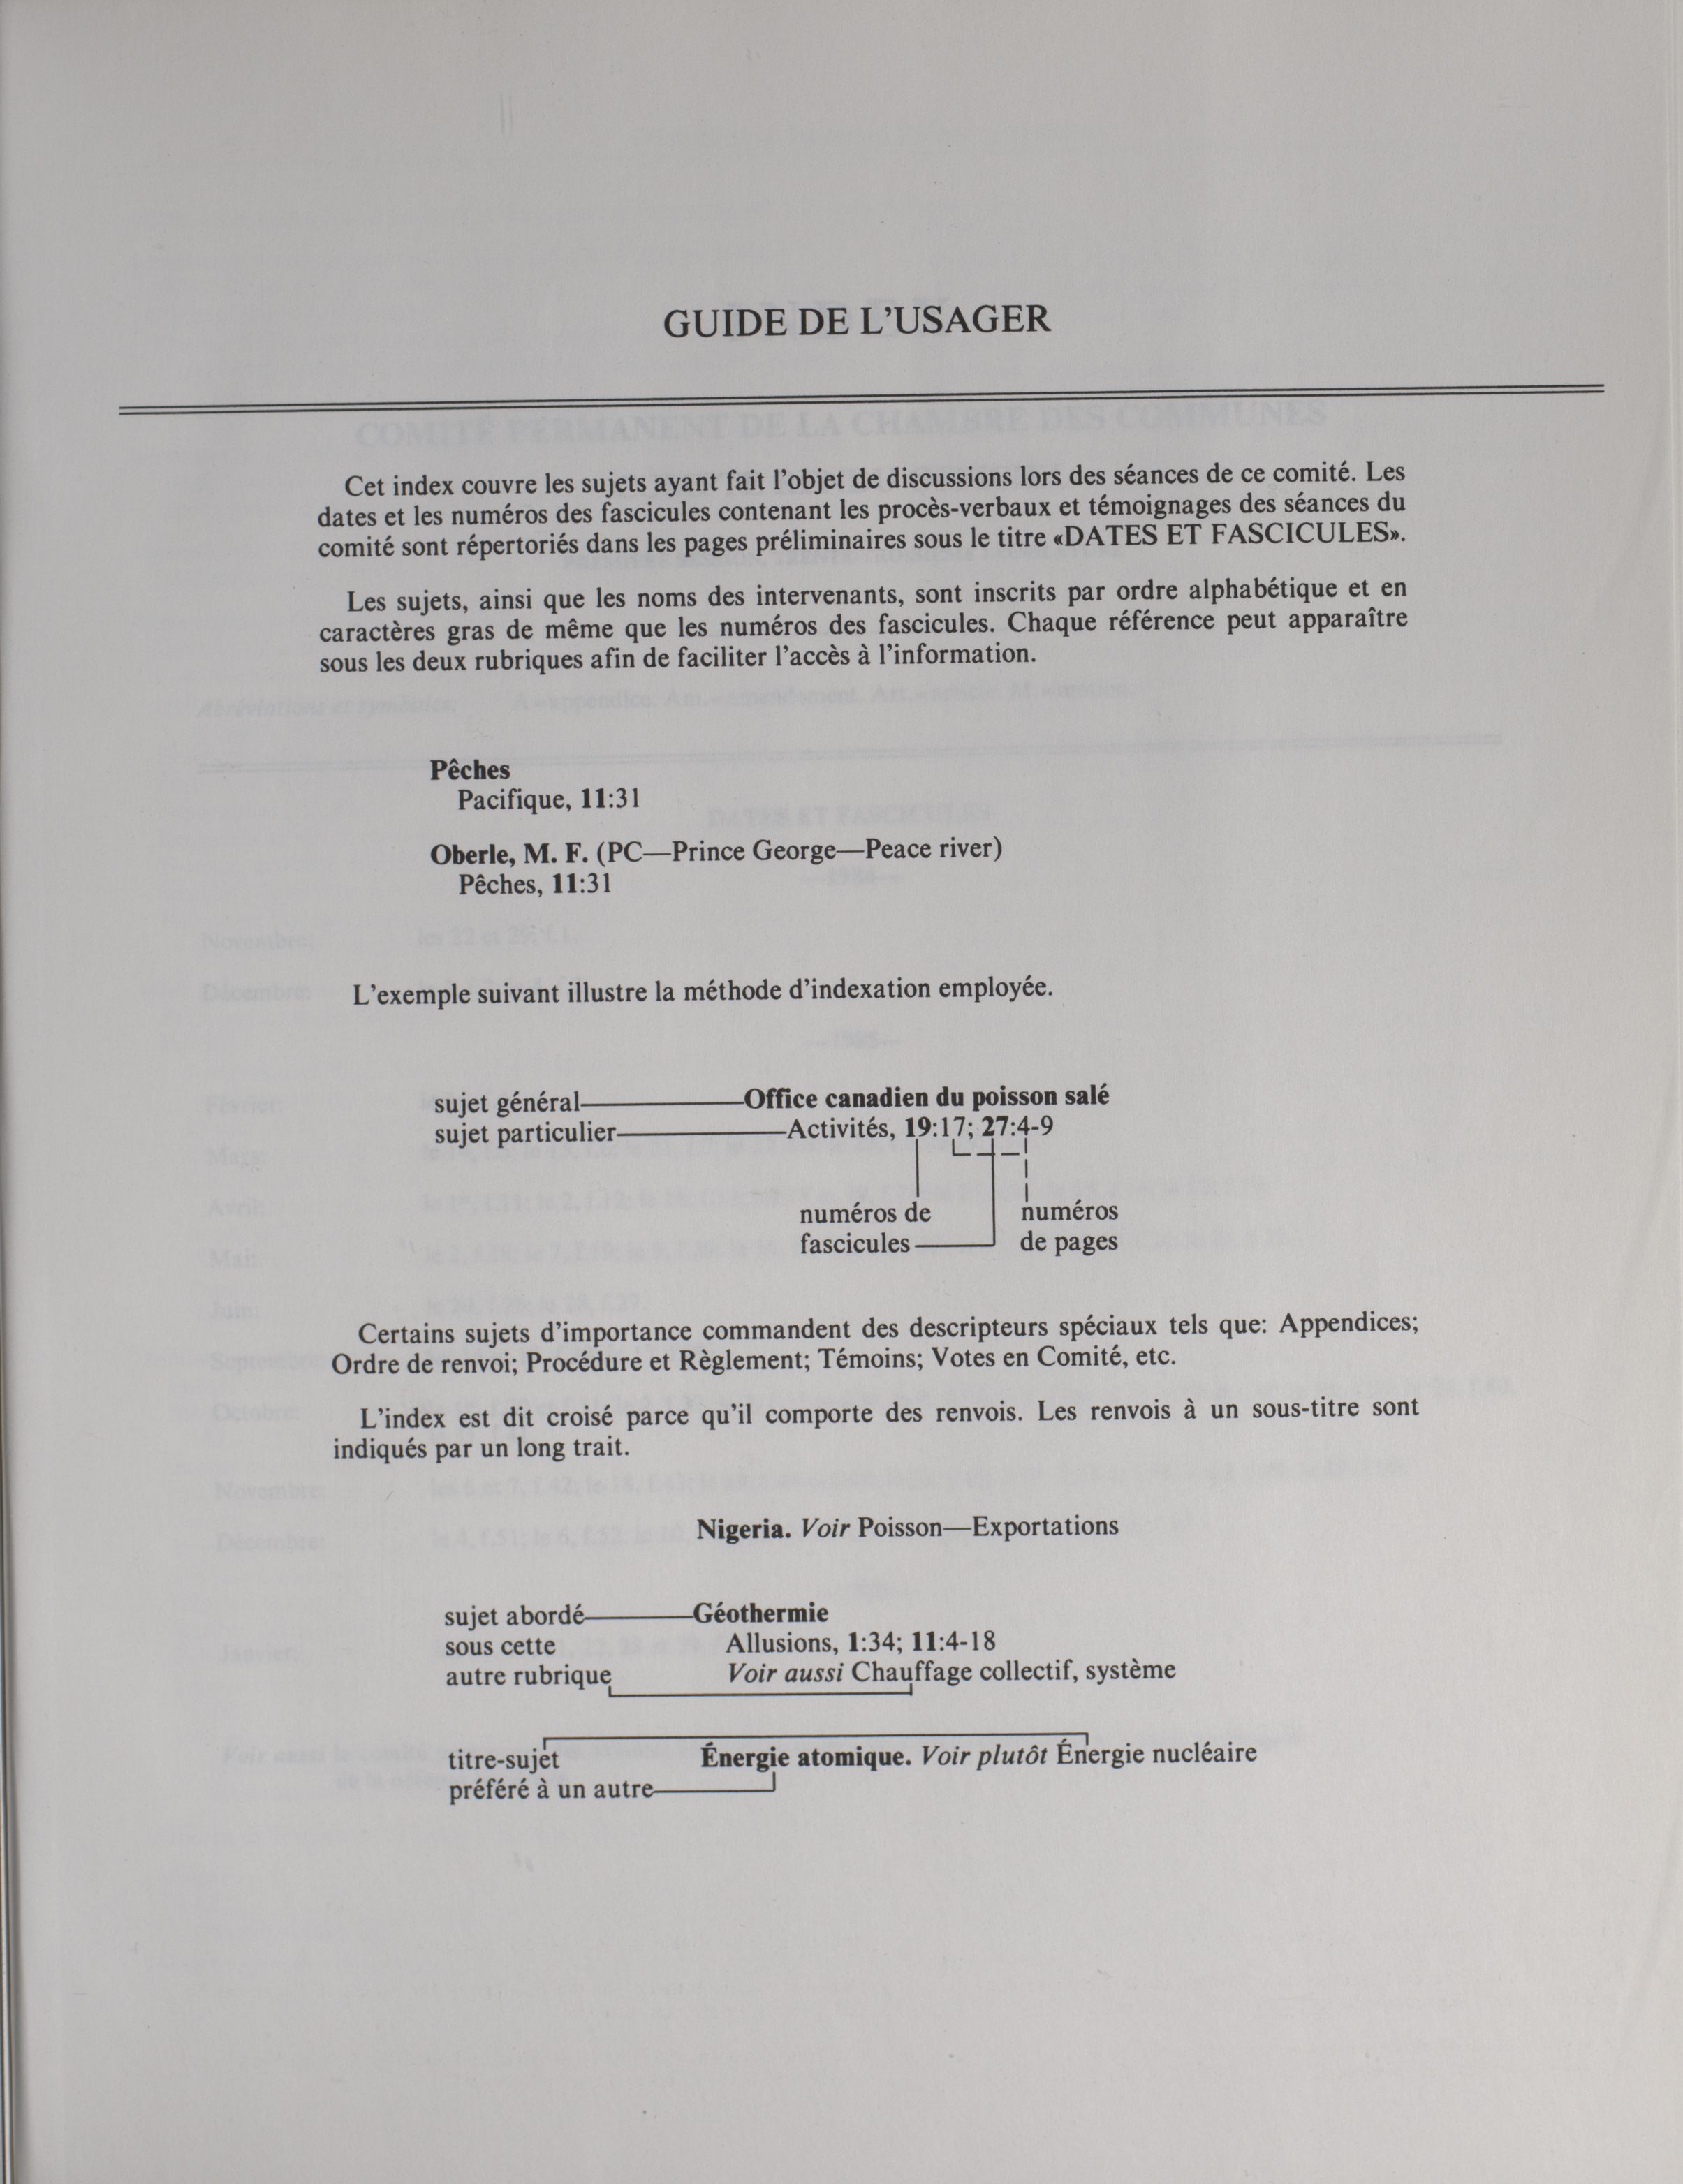 GUIDE DE L'USAGER
Cet index couvre les sujets ayant fait l'objet de discussions lors des séances de ce comité. Les
dates et les numéros des fascicules contenant les procès-verbaux et témoignages des séances du
comité sont répertoriés dans les pages préliminaires sous le titre «DATES ET FASCICULES».
Les sujets, ainsi que les noms des intervenants, sont inscrits par ordre alphabétique et en
caractères gras de même que les numéros des fascicules. Chaque référence peut apparaître
sous les deux rubriques afin de faciliter l'accès à l'information.
Pêches
Pacifique, 11:31
Oberle, M. F. (PC—Prince George—Peace river)
Pêches, 11:31
L'exemple suivant illustre la méthode d'indexation employée.
sujet général—Office canadien du poisson salé
sujet particulier—Activités, 19:17; 27:4-9
numéros de numéros
fascicules de pages
Certains sujets d'importance commandent des descripteurs spéciaux tels que: Appendices;
Ordre de renvoi; Procédure et Règlement; Témoins; Votes en Comité, etc.
L'index est dit croisé parce qu'il comporte des renvois. Les renvois à un sous-titre sont
indiqués par un long trait.
Nigeria. Voir Poisson—Exportations
sujet abordé—Géothermie
sous cette Allusions, 1:34; 11:4-18
autre rubrique Voir aussi Chauffage collectif, système
titre-sujet Énergie atomique. Voir plutôt Énergie nucléaire
préféré à un autre